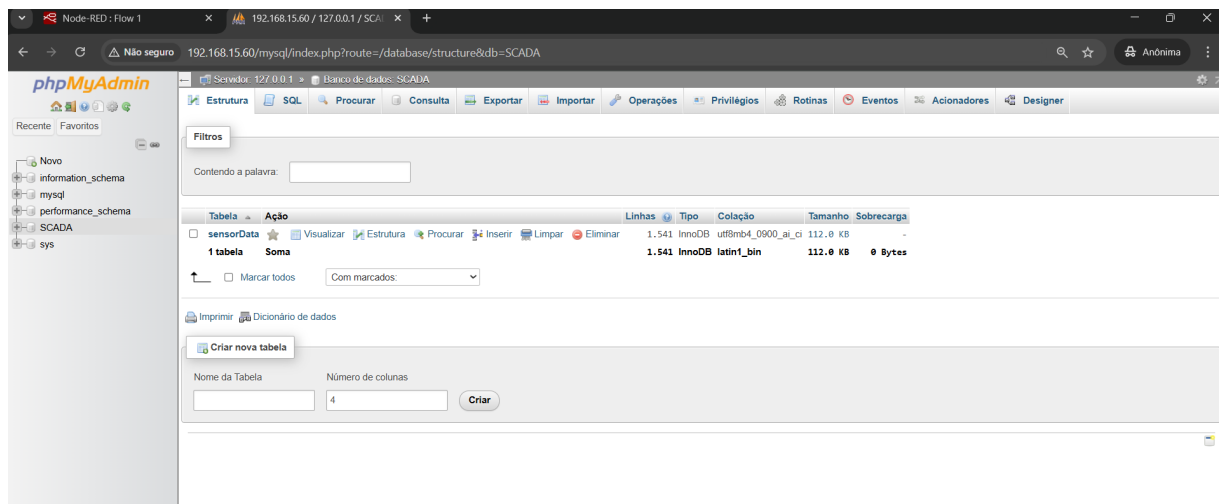 Node-RED : Flow 1
192.168.15.60 / 127.0.0.1 / SCA
Não seguro 192.168.15.60/mysql/index.php?route=/database/structure&db=SCADA Anônima
phpMyAdmin
Recente Favoritos
Novo
information_schema
mysql
performance_schema
SCADA
sys
Servidor: 127.0.0.1 » Banco de dados: SCADA
Estrutura SQL Procurar Consulta Exportar Importar Operações Privilégios Rotinas Eventos Acionadores Designer
Filtros
Contendo a palavra:
Tabela Ação Linhas Tipo Colação Tamanho Sobrecarga
sensorData Visualizar Estrutura Procurar Inserir Limpar Eliminar 1.541 InnoDB utf8mb4_0900_ai_ci 112.0 KB -
1 tabela Soma 1.541 InnoDB latin1_bin 112.0 KB 0 Bytes
Marcar todos Com marcados:
Imprimir Dicionário de dados
Criar nova tabela
Nome da Tabela Número de colunas
4 Criar